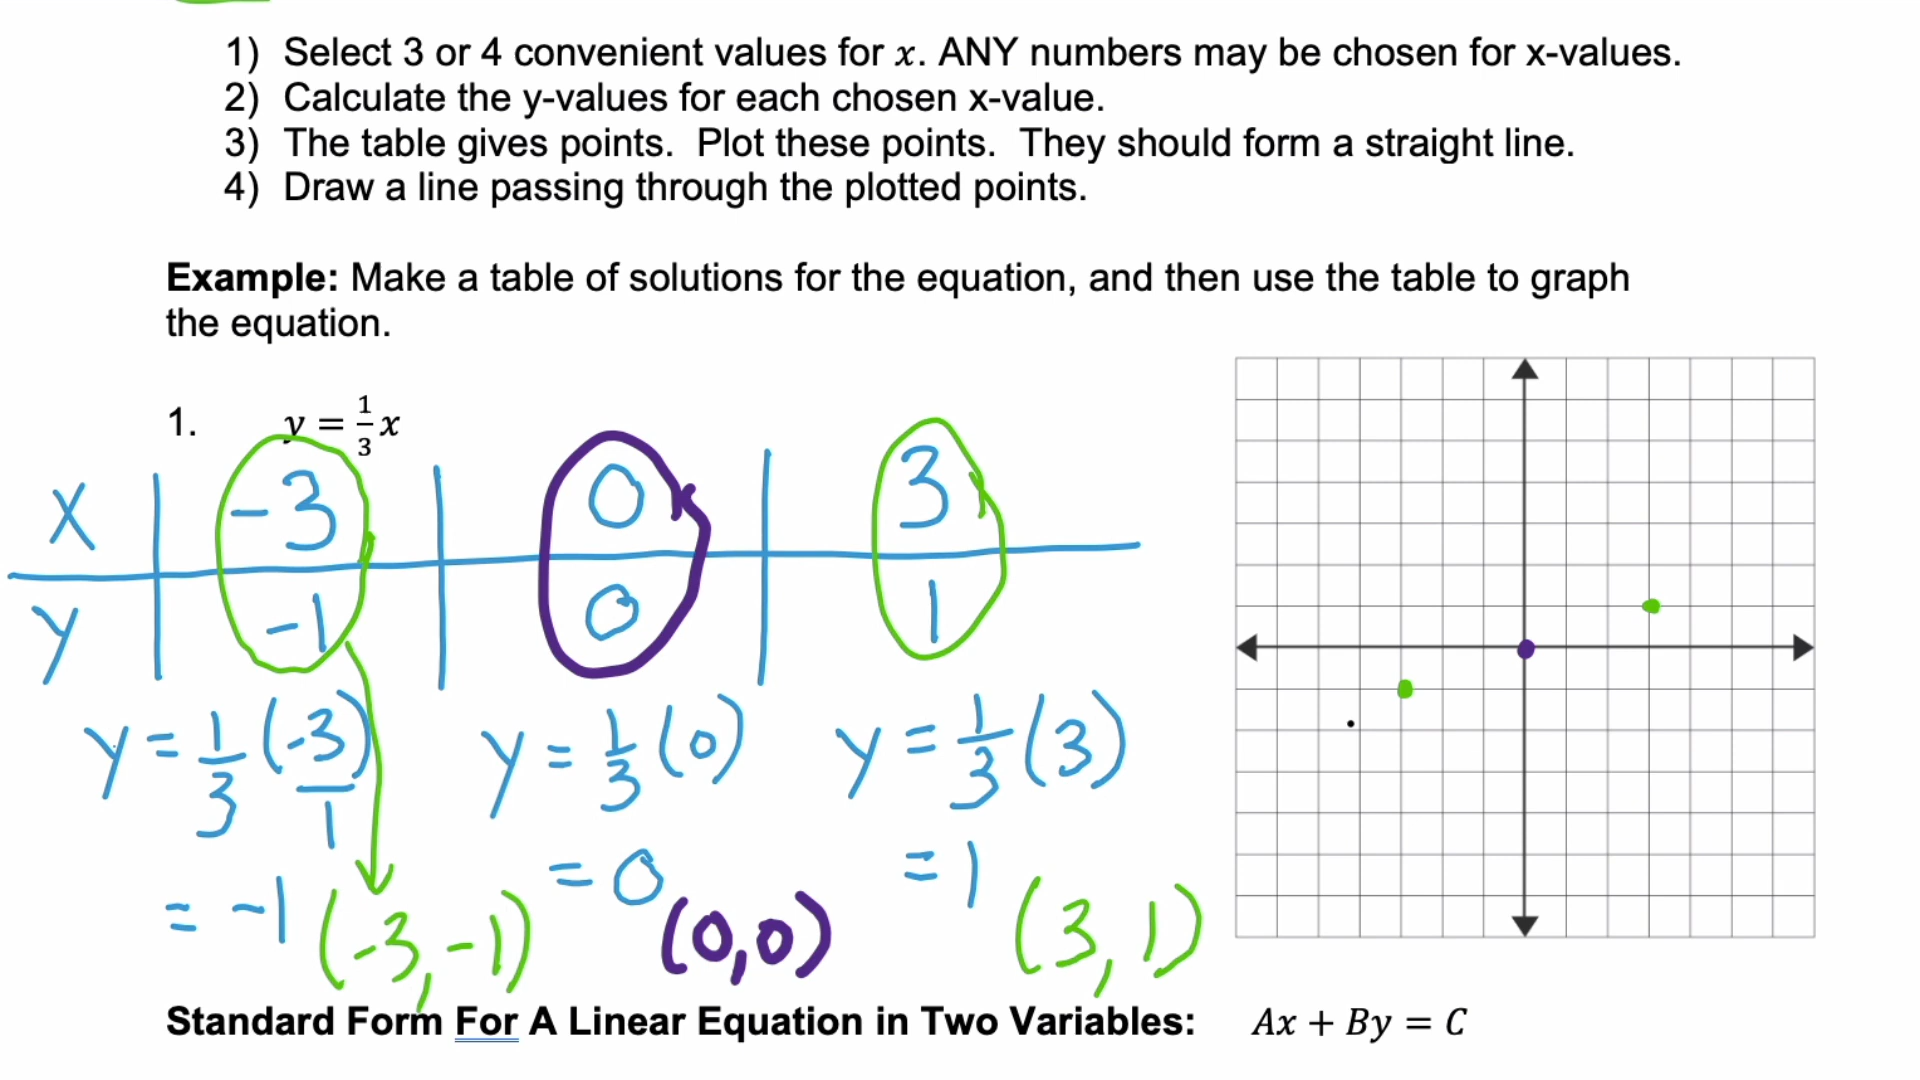 1) Select 3 or 4 convenient values for x. ANY numbers may be chosen for x-values.
2) Calculate the y-values for each chosen x-value.
3) The table gives points. Plot these points. They should form a straight line.
4) Draw a line passing through the plotted points.
Example: Make a table of solutions for the equation, and then use the table to graph
the equation.
1. y = 1/3 x
x | -3 | 0 | 3
y | -1 | 0 | 1
y = 1/3 (-3)/1 y = 1/3 (0) y = 1/3 (3)
= -1 = 0 = 1
(-3, -1) (0,0) (3, 1)
Standard Form For A Linear Equation in Two Variables: Ax + By = C